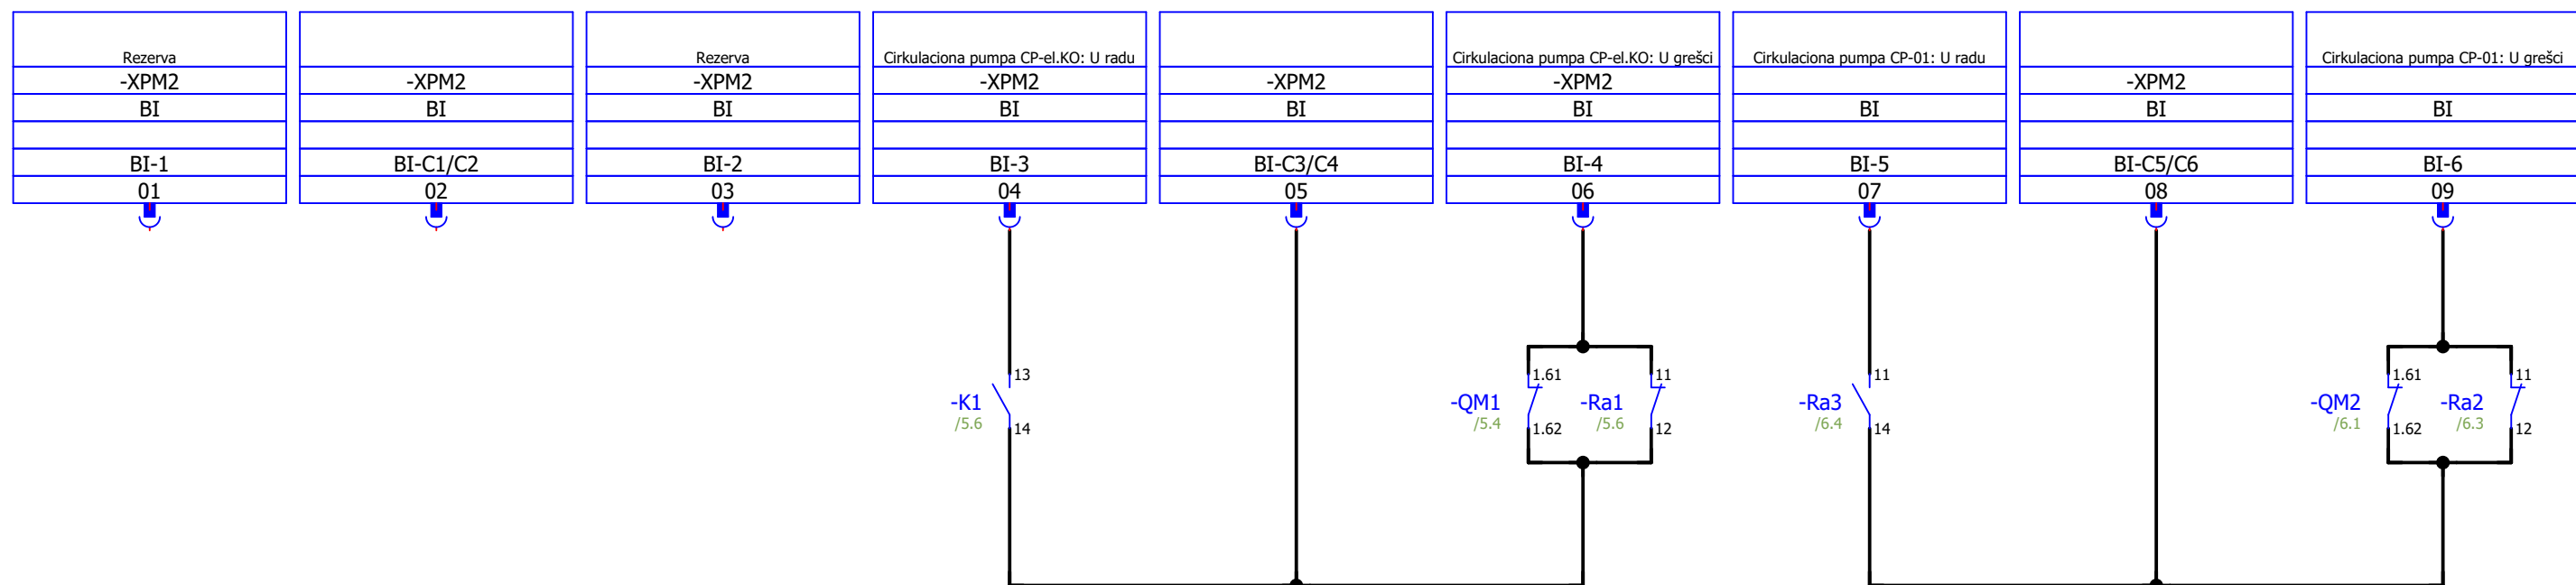 Rezerva
-XPM2
BI
BI-1
01
-XPM2
BI
BI-C1/C2
02
Rezerva
-XPM2
BI
BI-2
03
Cirkulaciona pumpa CP-el.KO: U radu
-XPM2
BI
BI-3
04
-XPM2
BI
BI-C3/C4
05
Cirkulaciona pumpa CP-el.KO: U grešci
-XPM2
BI
BI-4
06
Cirkulaciona pumpa CP-01: U radu
BI
BI-5
07
-XPM2
BI
BI-C5/C6
08
Cirkulaciona pumpa CP-01: U grešci
BI
BI-6
09
13
-K1
/5.6
14
1.61
-QM1
/5.4
1.62
11
-Ra1
/5.6
12
11
-Ra3
/6.4
14
1.61
-QM2
/6.1
1.62
11
-Ra2
/6.3
12